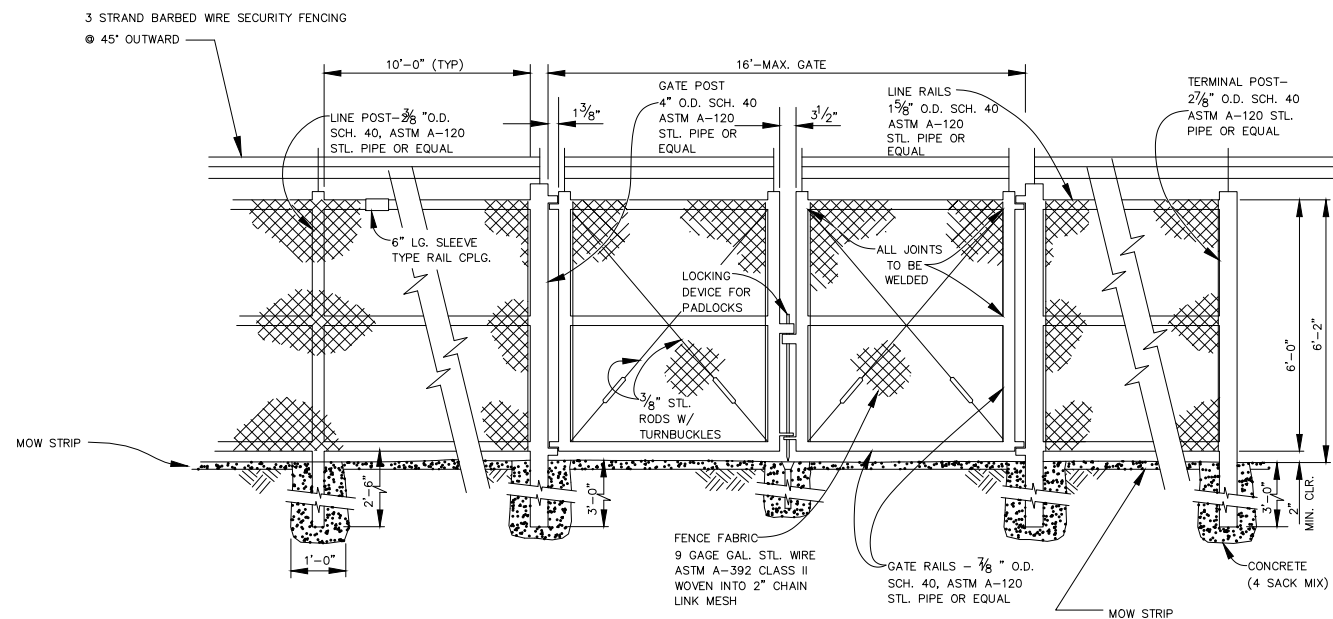 3 STRAND BARBED WIRE SECURITY FENCING
@ 45° OUTWARD
10'-0" (TYP)
16'-MAX. GATE
GATE POST
4" O.D. SCH. 40
ASTM A-120
STL. PIPE OR
EQUAL
1 3/8"
3 1/2"
LINE RAILS
1 5/8" O.D. SCH. 40
ASTM A-120
STL. PIPE OR
EQUAL
TERMINAL POST-
2 7/8" O.D. SCH. 40
ASTM A-120 STL.
PIPE OR EQUAL
LINE POST-
"O.D.
SCH. 40, ASTM A-120
STL. PIPE OR EQUAL
6" LG. SLEEVE
TYPE RAIL CPLG.
LOCKING
DEVICE FOR
PADLOCKS
ALL JOINTS
TO BE
WELDED
3/8" STL.
RODS W/
TURNBUCKLES
6'-0"
6'-2"
MOW STRIP
2'-6"
3'-0"
3'-0"
2"
MIN. CLR.
1'-0"
FENCE FABRIC
9 GAGE GAL. STL. WIRE
ASTM A-392 CLASS II
WOVEN INTO 2" CHAIN
LINK MESH
GATE RAILS - 7/8 " O.D.
SCH. 40, ASTM A-120
STL. PIPE OR EQUAL
CONCRETE
(4 SACK MIX)
MOW STRIP